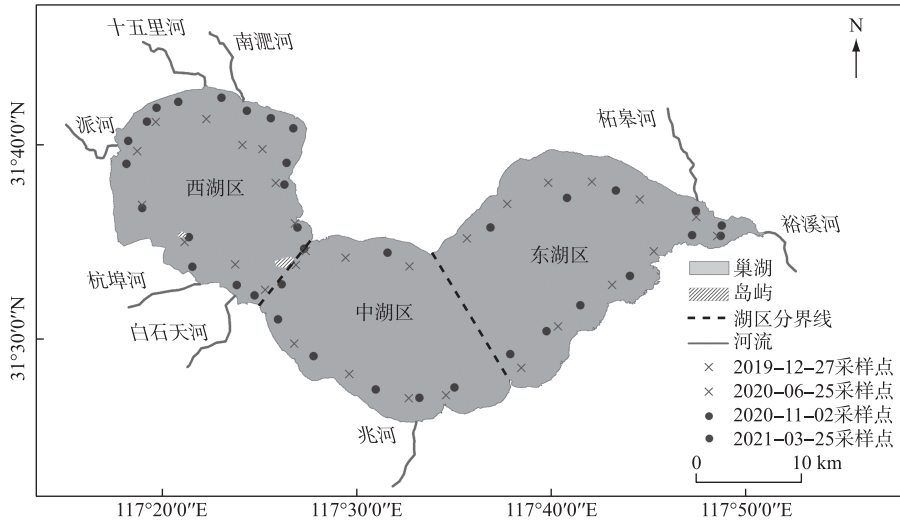 十五里河
南淝河
N
派河
31°40′0″N
柘皋河
西湖区
裕溪河
东湖区
杭埠河
白石天河
中湖区
31°30′0″N
兆河
巢湖
岛屿
湖区分界线
河流
2019-12-27采样点
2020-06-25采样点
2020-11-02采样点
2021-03-25采样点
0 10 km
117°20′0″E 117°30′0″E 117°40′0″E 117°50′0″E